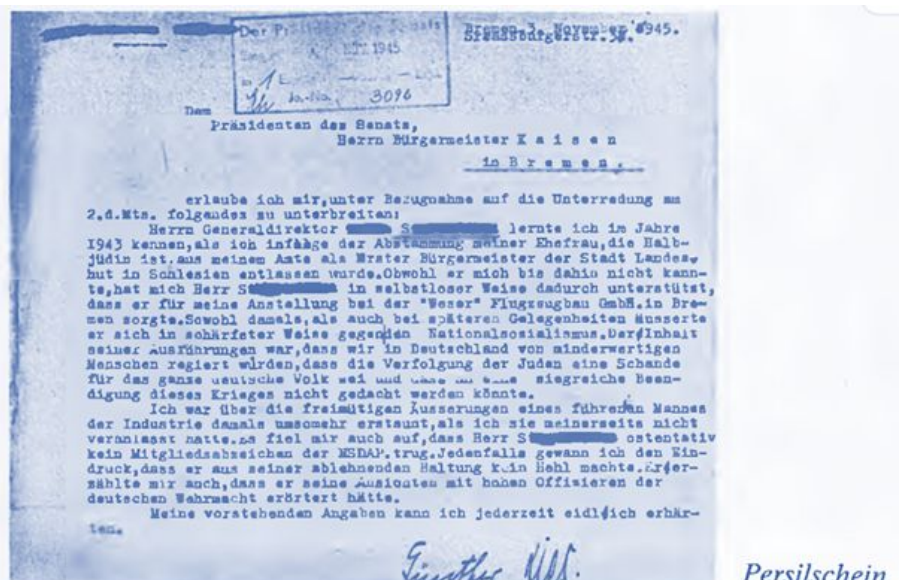 Bremen, 3. November 1945.
Der Präsident des Senats
1945
Ja.-No. 3096
Dem
Präsidenten des Senats,
Herrn Bürgermeister K a i s e n
in B r e m e n .
erlaube ich mir,unter Bezugnahme auf die Unterredung am
2.d.Mts. folgendes zu unterbreiten:
Herrn Generaldirektor S lernte ich im Jahre
1943 kennen,als ich infolge der Abstammung meiner Ehefrau,die Halb-
jüdin ist,aus meinem Amte als Erster Bürgermeister der Stadt Landes-
hut in Schlesien entlassen wurde.Obwohl er mich bis dahin nicht kann-
te,hat mich Herr S in selbstloser Weise dadurch unterstützt,
dass er für meine Anstellung bei der "Weser" Flugzeugbau GmbH.in Bre-
men sorgte.Sowohl damals,als auch bei späteren Gelegenheiten äusserte
er sich in schärfster Weise gegen den Nationalsozialismus.Der Inhalt
seiner Ausführungen war,dass wir in Deutschland von minderwertigen
Menschen regiert würden,dass die Verfolgung der Juden eine Schande
für das ganze deutsche Volk sei und dass an eine siegreiche Been-
digung dieses Krieges nicht gedacht werden könnte.
Ich war über die freimütigen Äusserungen eines führenden Mannes
der Industrie damals umsomehr erstaunt,als ich sie meinerseits nicht
veranlasst hatte.Es fiel mir auch auf,dass Herr S ostentativ
kein Mitgliedsabzeichen der NSDAP.trug.Jedenfalls gewann ich den Ein-
druck,dass er aus seiner ablehnenden Haltung kein Hehl machte.Er er-
zählte mir auch,dass er seine Ansichten mit hohen Offizieren der
deutschen Wehrmacht erörtert hätte.
Meine vorstehenden Angaben kann ich jederzeit eidlich erhär-
ten.
Günther
Persilschein